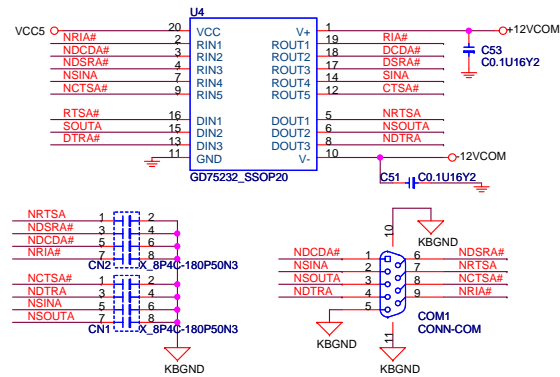 U4
VCC5 20 VCC V+ 1 +12VCOM
NRIA# 2 RIN1 ROUT1 19 RIA#
NDCDA# 3 RIN2 ROUT2 18 DCDA# C53
NDSRA# 4 RIN3 ROUT3 17 DSRA# C0.1U16Y2
NSINA 7 RIN4 ROUT4 14 SINA
NCTSA# 9 RIN5 ROUT5 12 CTSA#
RTSA# 16 DIN1 DOUT1 5 NRTSA
SOUTA 15 DIN2 DOUT2 6 NSOUTA
DTRA# 13 DIN3 DOUT3 8 NDTRA
11 GND V- 10 -12VCOM
GD75232_SSOP20
C51 C0.1U16Y2
NRTSA 1 2
NDSRA# 3 4
NDCDA# 5 6
NRIA# 7 8
CN2 X_8P4C-180P50N3
NCTSA# 1 2
NDTRA 3 4
NSINA 5 6
NSOUTA 7 8
CN1 X_8P4C-180P50N3
KBGND
10 KBGND
NDCDA# 1 6 NDSRA#
NSINA 2 7 NRTSA
NSOUTA 3 8 NCTSA#
NDTRA 4 9 NRIA#
5
COM1
CONN-COM
KBGND
11
KBGND